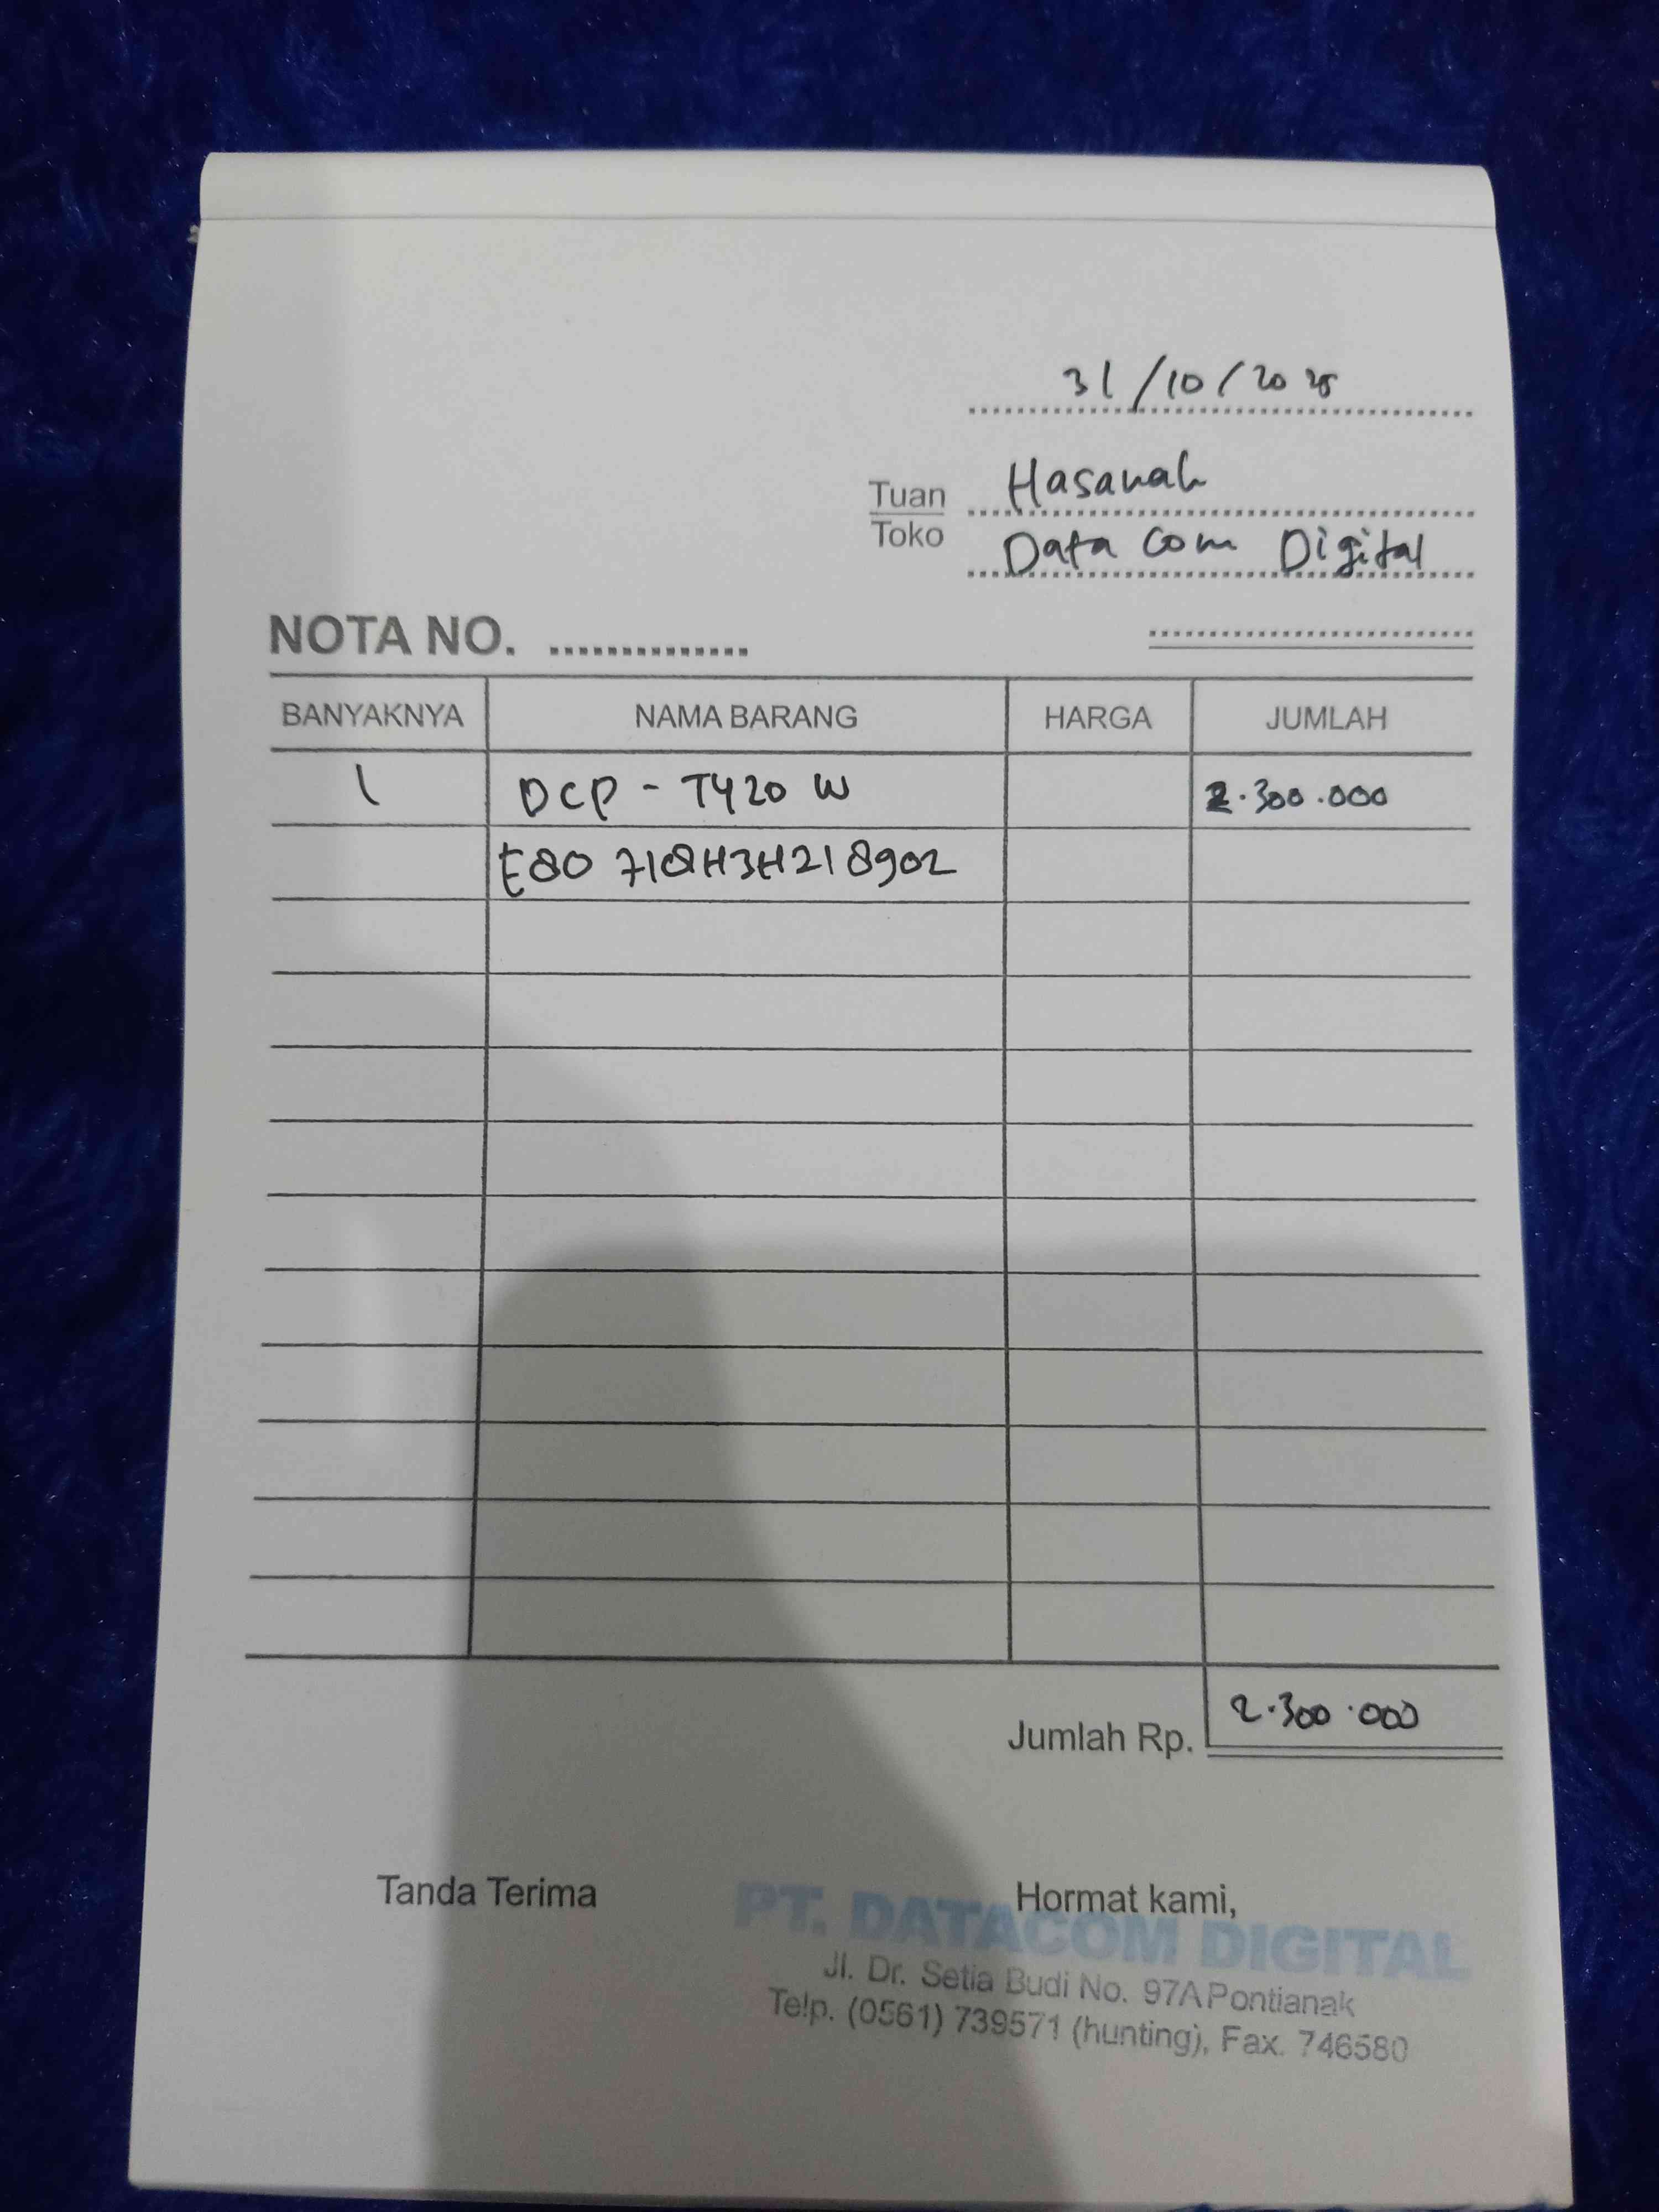 31/10/2025
Tuan Hasanah
Toko Data Com Digital
NOTA NO. ..............
BANYAKNYA NAMA BARANG HARGA JUMLAH
1 DCP - T420 W 2.300.000
E80 718H3H218902
Jumlah Rp. 2.300.000
Tanda Terima Hormat kami,
PT. DATACOM DIGITAL
Jl. Dr. Setia Budi No. 97A Pontianak
Telp. (0561) 739571 (hunting), Fax. 746580